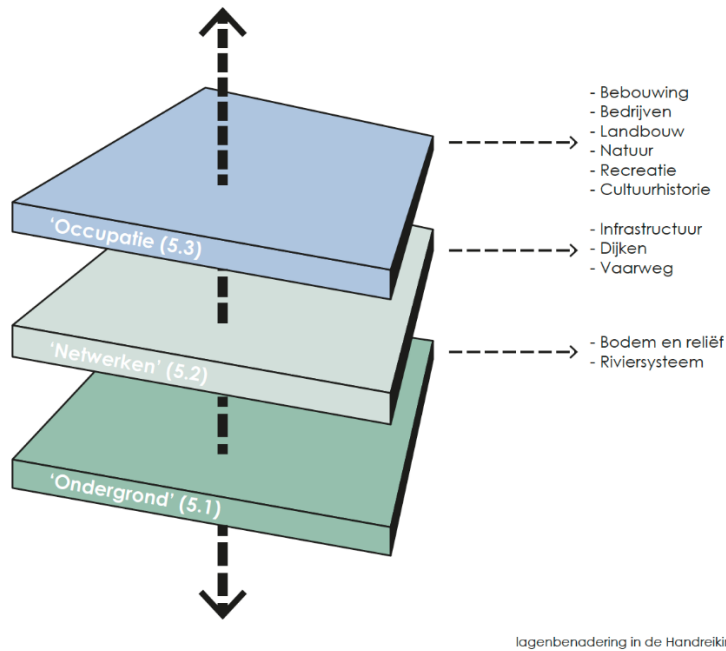 - Bebouwing
- Bedrijven
- Landbouw
- Natuur
- Recreatie
- Cultuurhistorie
'Occupatie (5.3)
- Infrastructuur
- Dijken
- Vaarweg
'Netwerken' (5.2)
- Bodem en reliëf
- Riviersysteem
'Ondergrond' (5.1)
lagenbenadering in de